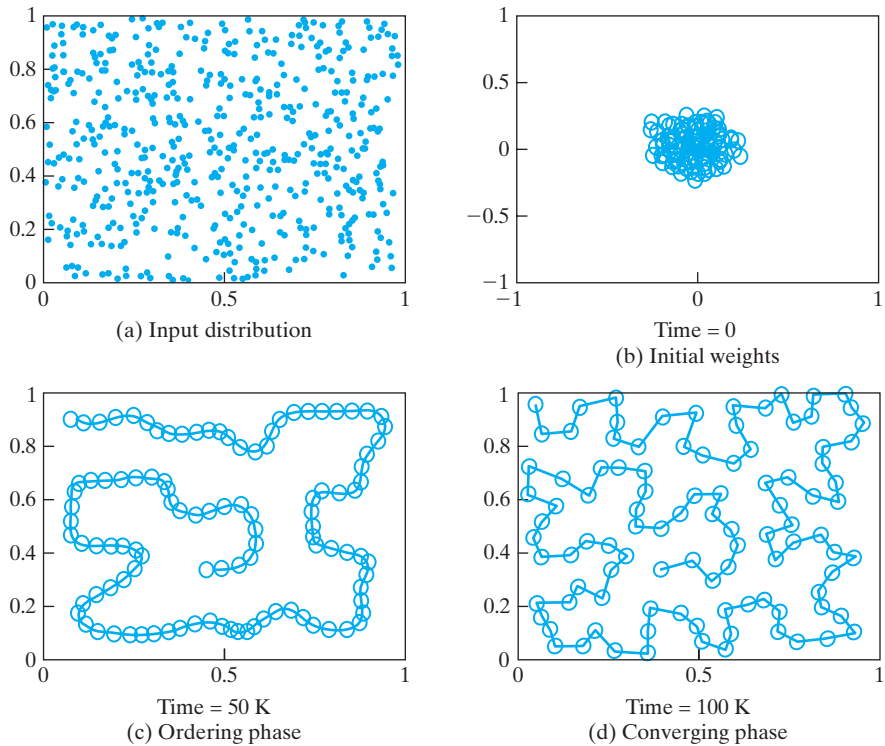 1
0.8
0.6
0.4
0.2
0
0 0.5 1
(a) Input distribution
1
0.5
0
−0.5
−1
−1 0 1
Time = 0
(b) Initial weights
1
0.8
0.6
0.4
0.2
0
0 0.5 1
Time = 50 K
(c) Ordering phase
1
0.8
0.6
0.4
0.2
0
0 0.5 1
Time = 100 K
(d) Converging phase